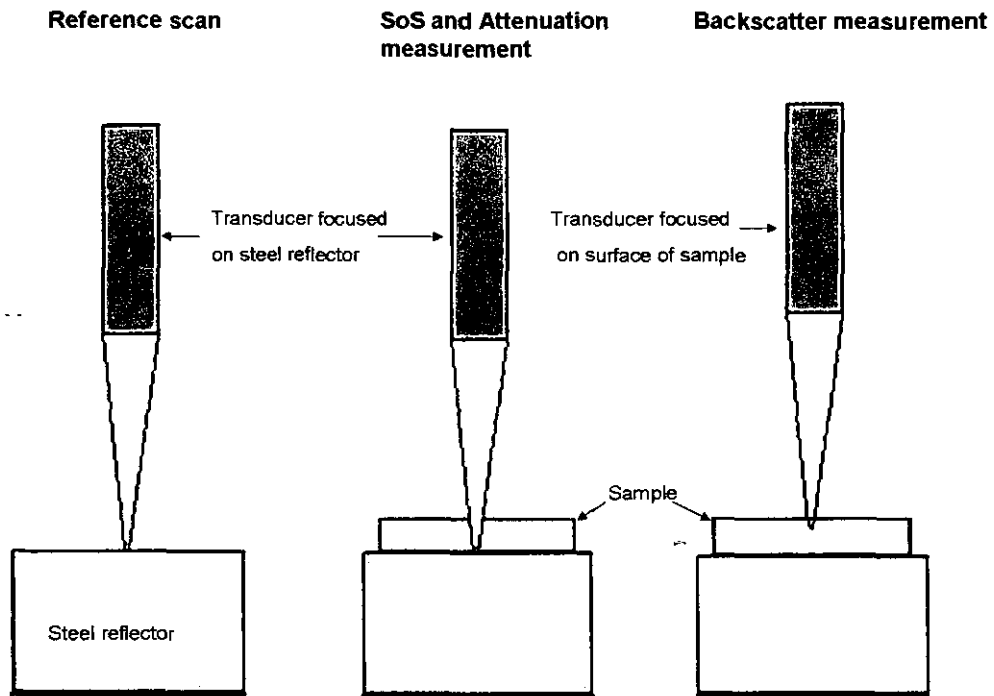 Reference scan
SoS and Attenuation
measurement
Backscatter measurement
Transducer focused
on steel reflector
Transducer focused
on surface of sample
Sample
Steel reflector